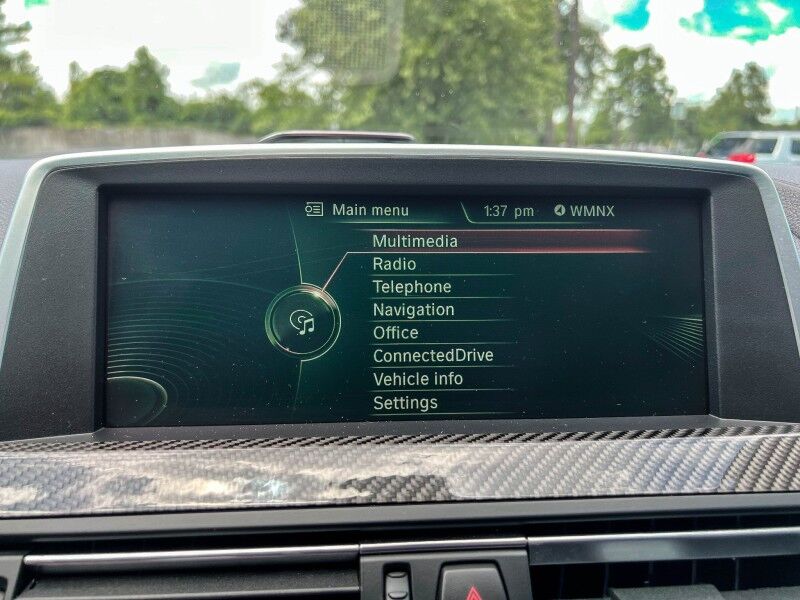 Main menu 1:37 pm WMNX
Multimedia
Radio
Telephone
Navigation
Office
ConnectedDrive
Vehicle info
Settings